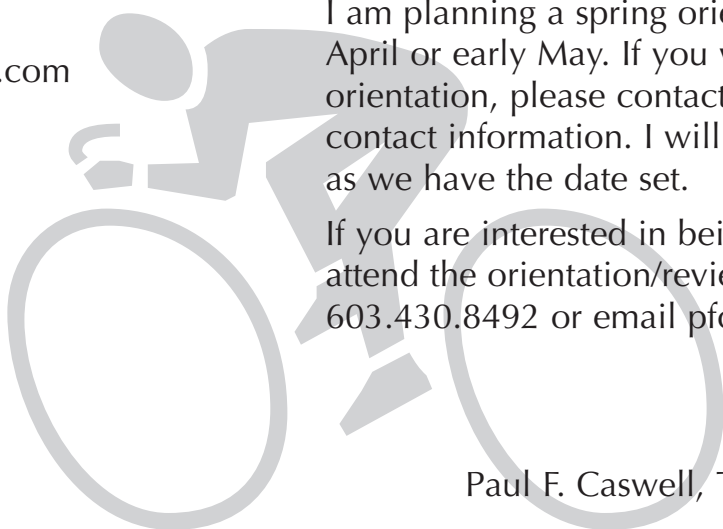 .com
I am planning a spring orie
April or early May. If you w
orientation, please contact
contact information. I will
as we have the date set.
If you are interested in bei
attend the orientation/revie
603.430.8492 or email pfc
Paul F. Caswell, T